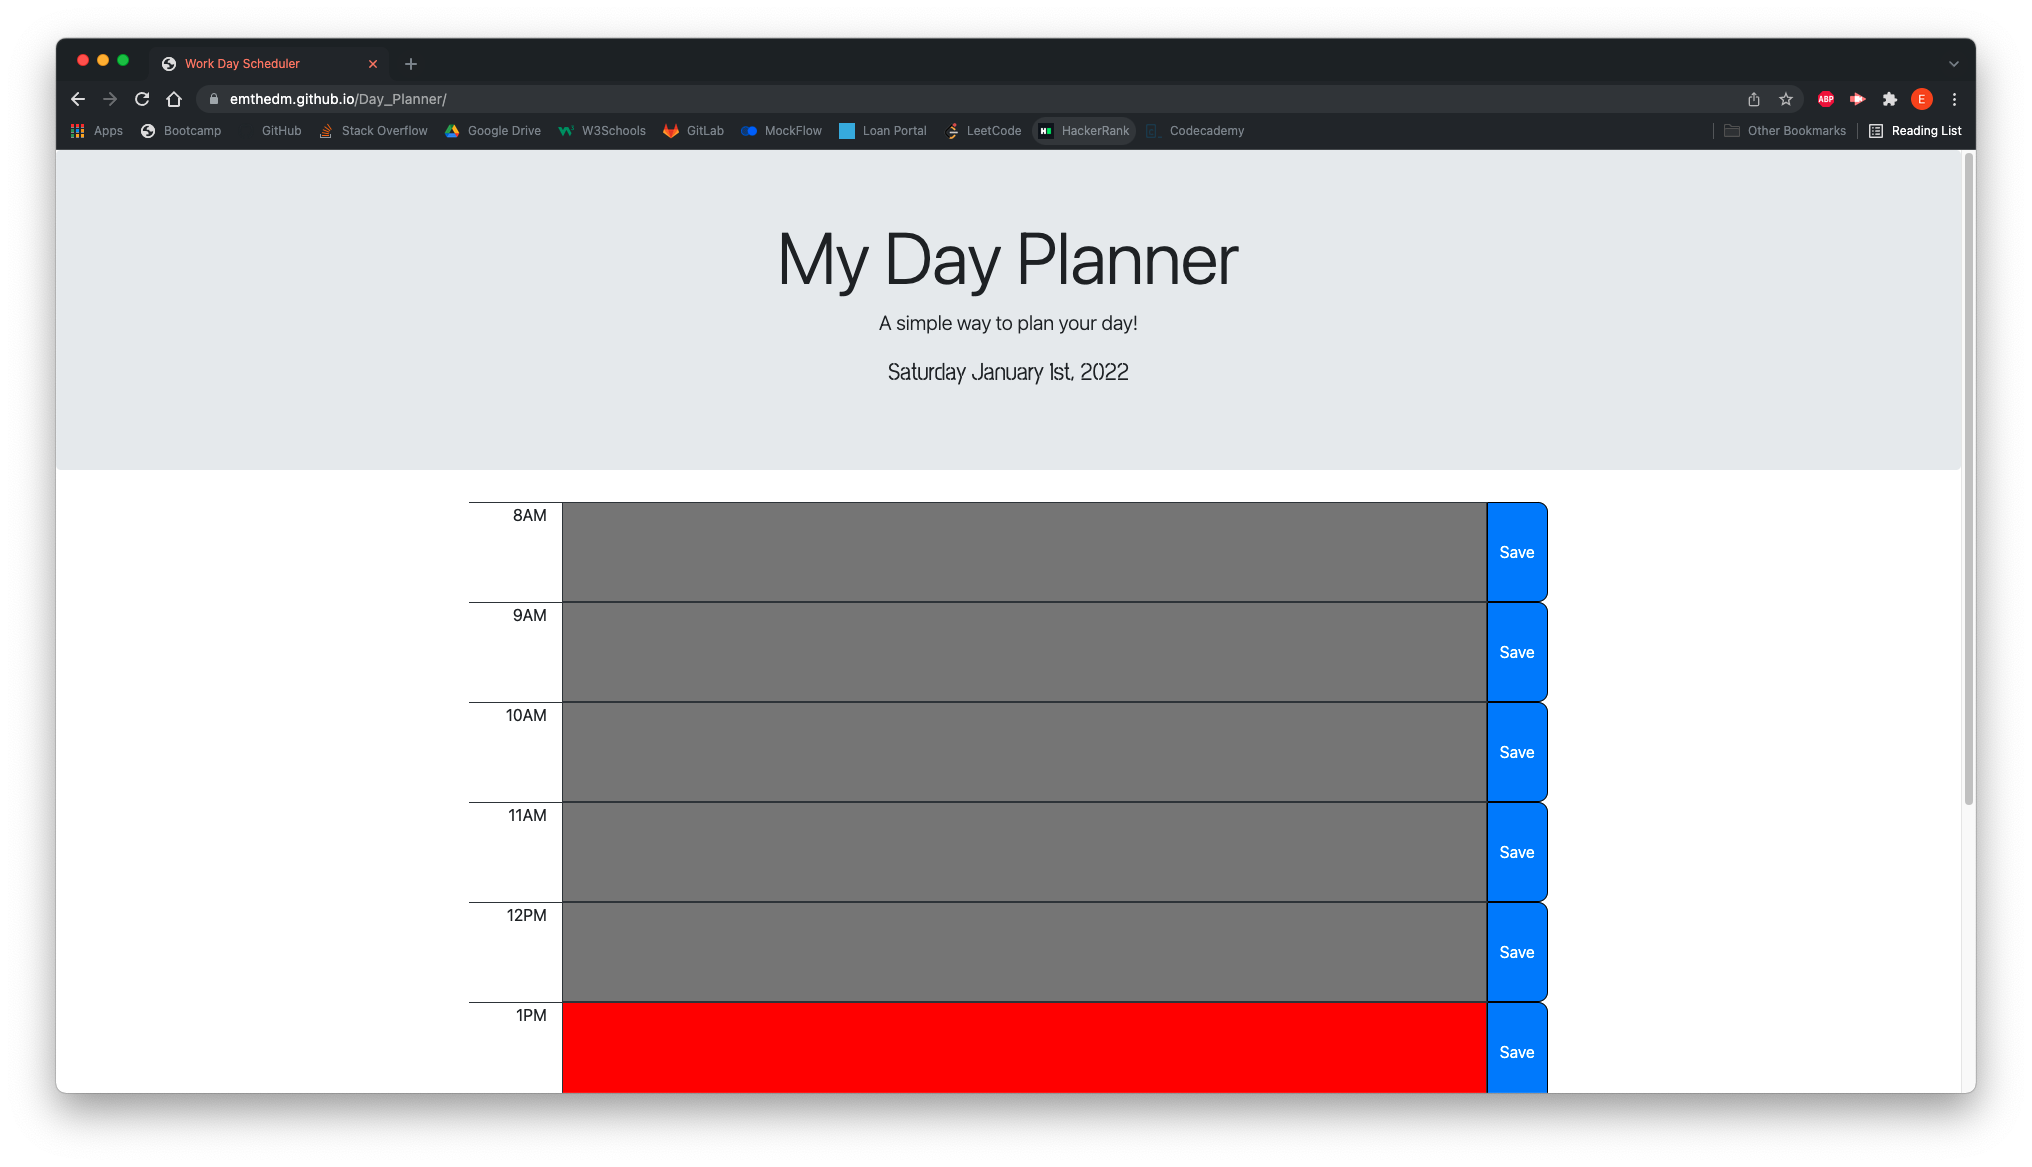 Work Day Scheduler
emthedm.github.io/Day_Planner/
ABP
E
Apps Bootcamp GitHub Stack Overflow Google Drive W3Schools GitLab MockFlow Loan Portal LeetCode HackerRank Codecademy Other Bookmarks Reading List
My Day Planner
A simple way to plan your day!
Saturday January 1st, 2022
8AM
Save
9AM
Save
10AM
Save
11AM
Save
12PM
Save
1PM
Save